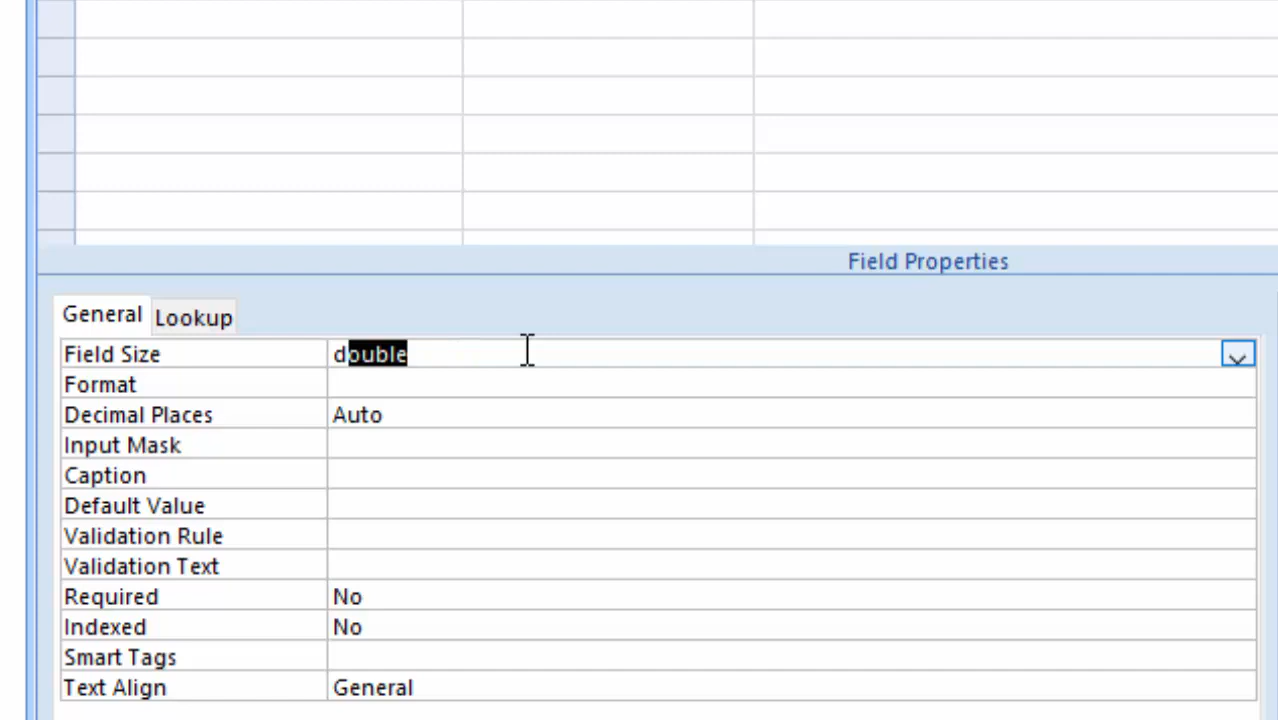 Field Properties
General Lookup
Field Size double
Format
Decimal Places Auto
Input Mask
Caption
Default Value
Validation Rule
Validation Text
Required No
Indexed No
Smart Tags
Text Align General